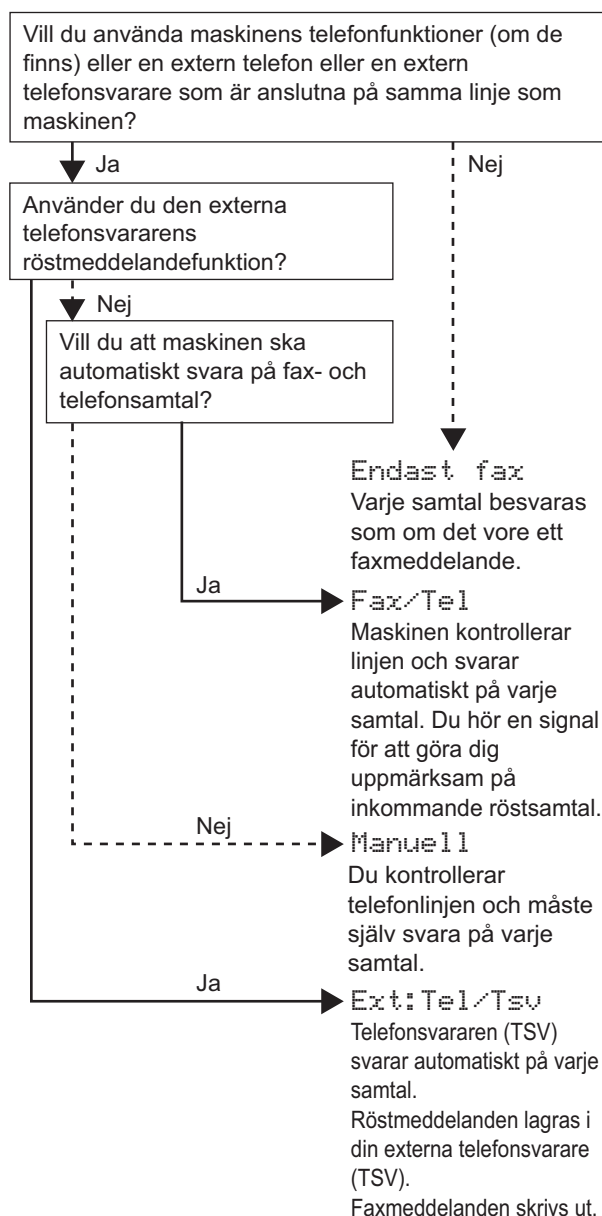 Vill du använda maskinens telefonfunktioner (om de
finns) eller en extern telefon eller en extern
telefonsvarare som är anslutna på samma linje som
maskinen?
Ja
Nej
Använder du den externa
telefonsvararens
röstmeddelandefunktion?
Nej
Vill du att maskinen ska
automatiskt svara på fax- och
telefonsamtal?
Endast fax
Varje samtal besvaras
som om det vore ett
faxmeddelande.
Ja
Fax/Tel
Maskinen kontrollerar
linjen och svarar
automatiskt på varje
samtal. Du hör en signal
för att göra dig
uppmärksam på
inkommande röstsamtal.
Nej
Manuell
Du kontrollerar
telefonlinjen och måste
själv svara på varje
samtal.
Ja
Ext:Tel/Tsv
Telefonsvararen (TSV)
svarar automatiskt på varje
samtal.
Röstmeddelanden lagras i
din externa telefonsvarare
(TSV).
Faxmeddelanden skrivs ut.